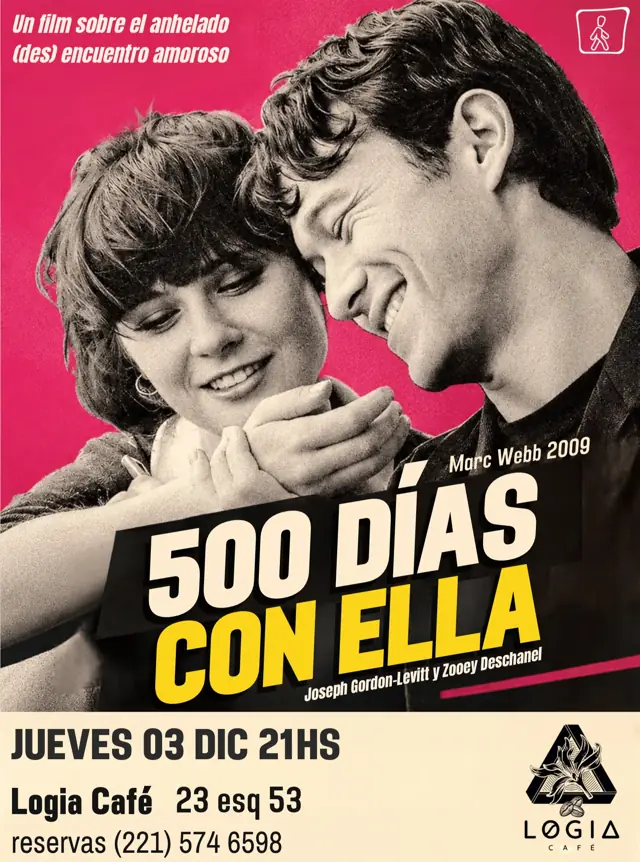 Un film sobre el anhelado
(des) encuentro amoroso
Marc Webb 2009
500 DÍAS
CON ELLA
Joseph Gordon-Levitt y Zooey Deschanel
JUEVES 03 DIC 21HS
Logia Café 23 esq 53
reservas (221) 574 6598
LOGIA
CAFÉ